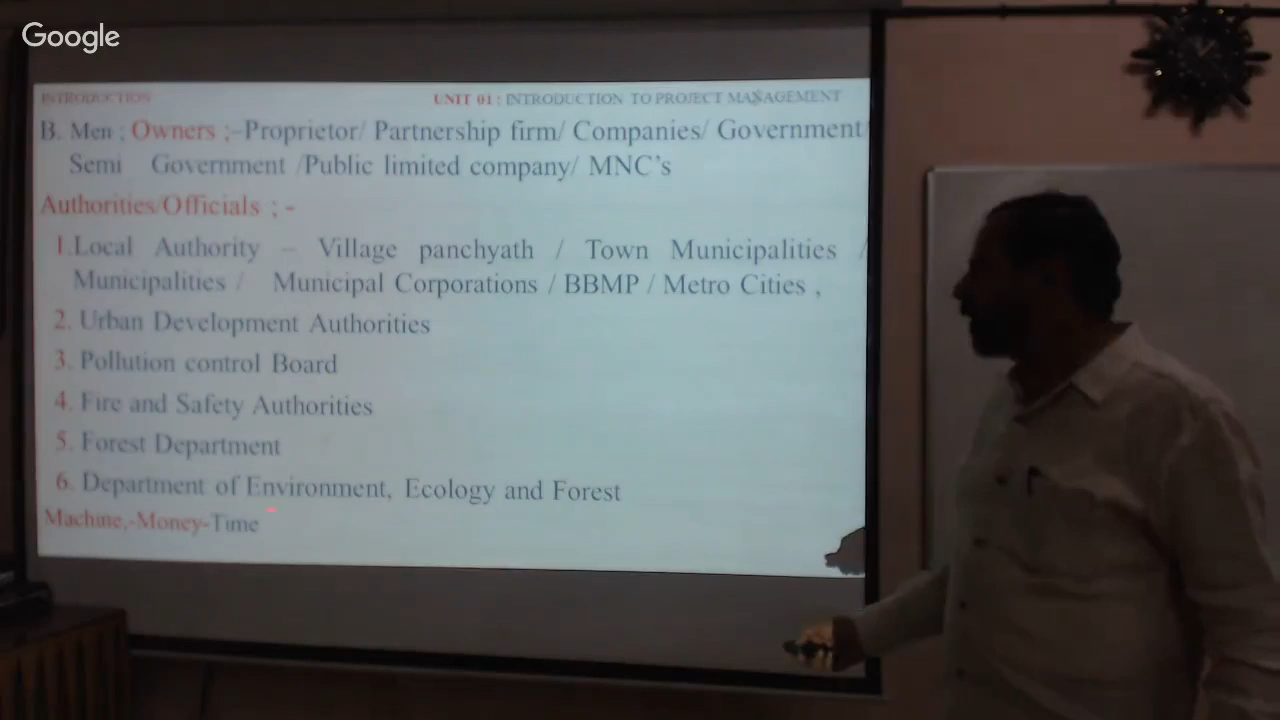 Google
INTRODUCTION
UNIT 01 : INTRODUCTION TO PROJECT MANAGEMENT
B. Men ; Owners ;–Proprietor/ Partnership firm/ Companies/ Government/
Semi Government /Public limited company/ MNC’s
Authorities/Officials ; -
1.Local Authority – Village panchyath / Town Municipalities /
Municipalities / Municipal Corporations / BBMP / Metro Cities ,
2. Urban Development Authorities
3. Pollution control Board
4. Fire and Safety Authorities
5. Forest Department
6. Department of Environment, Ecology and Forest
Machine,-Money-Time